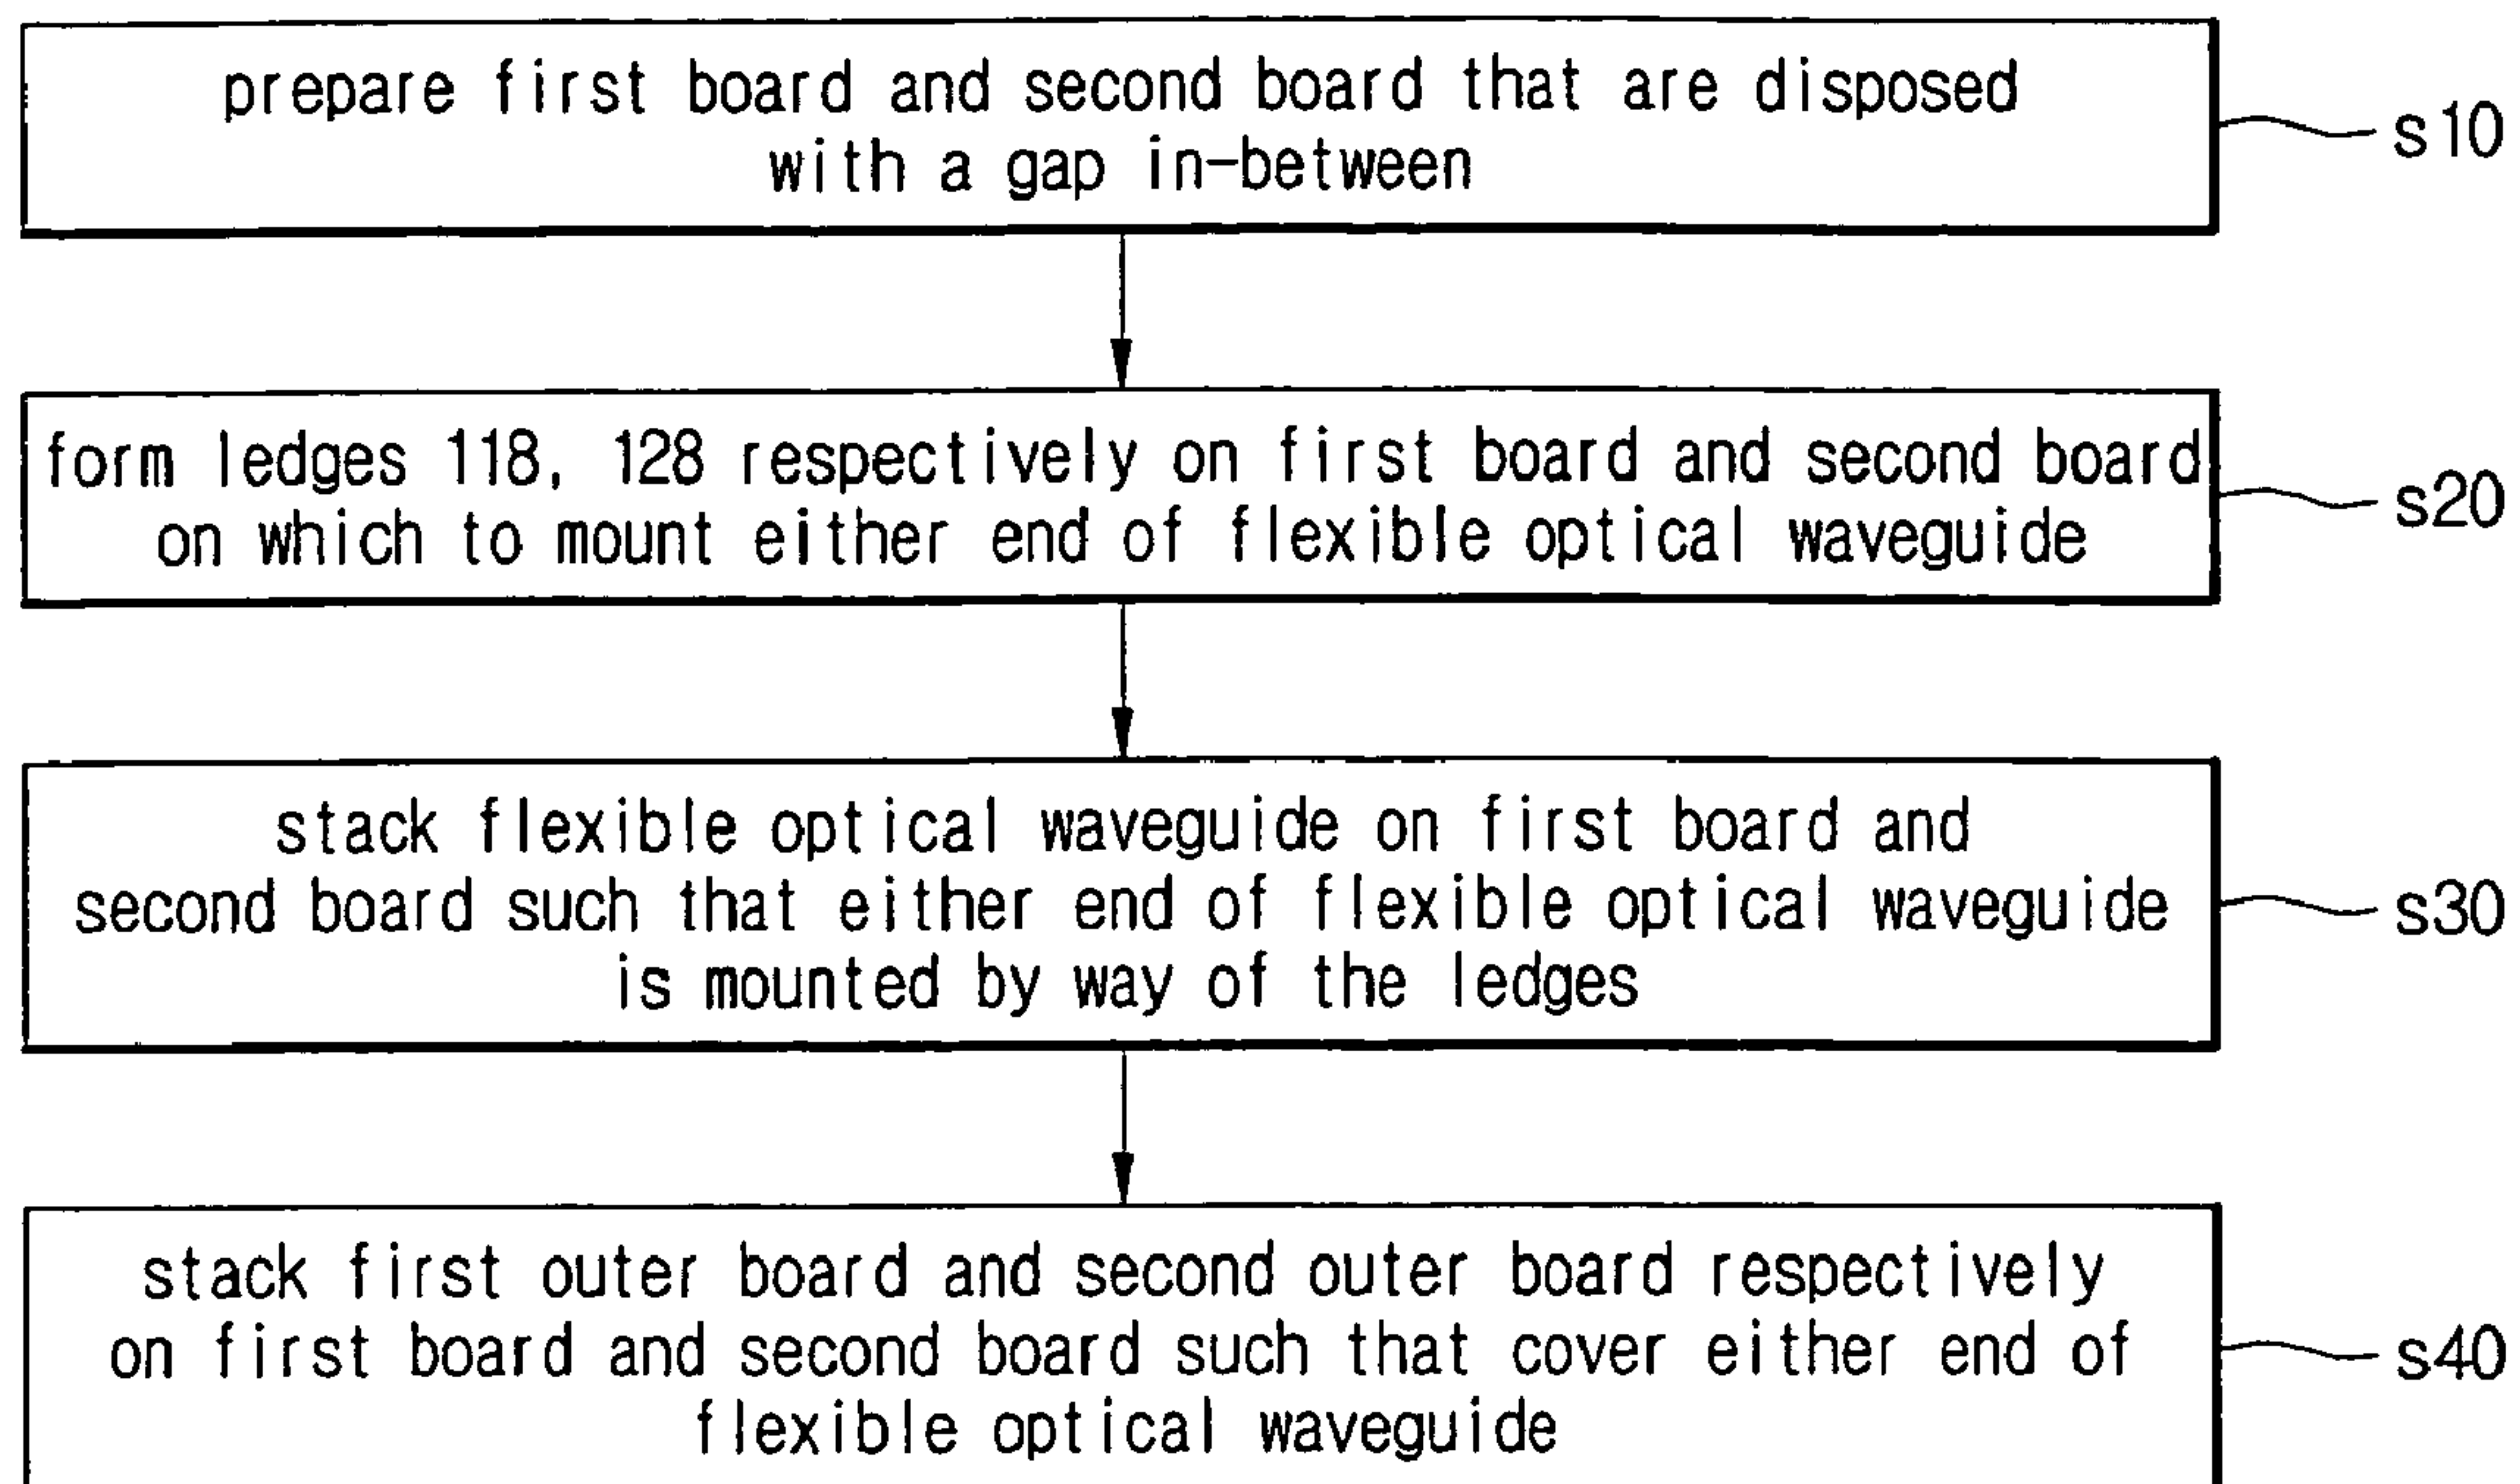 prepare first board and second board that are disposed
with a gap in-between
s10
form ledges 118, 128 respectively on first board and second board
on which to mount either end of flexible optical waveguide
s20
stack flexible optical waveguide on first board and
second board such that either end of flexible optical waveguide
is mounted by way of the ledges
s30
stack first outer board and second outer board respectively
on first board and second board such that cover either end of
flexible optical waveguide
s40